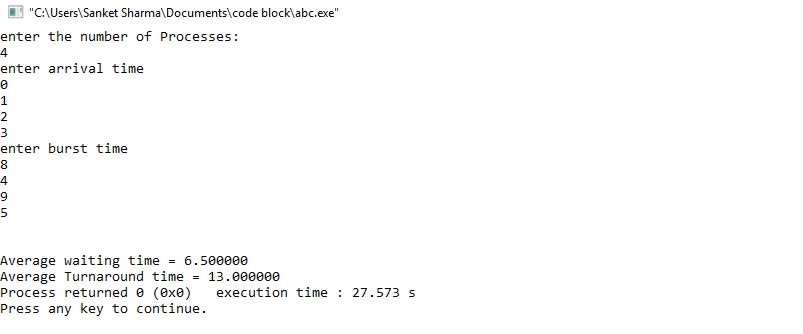 "C:\Users\Sanket Sharma\Documents\code block\abc.exe"
enter the number of Processes:
4
enter arrival time
0
1
2
3
enter burst time
8
4
9
5
Average waiting time = 6.500000
Average Turnaround time = 13.000000
Process returned 0 (0x0)   execution time : 27.573 s
Press any key to continue.